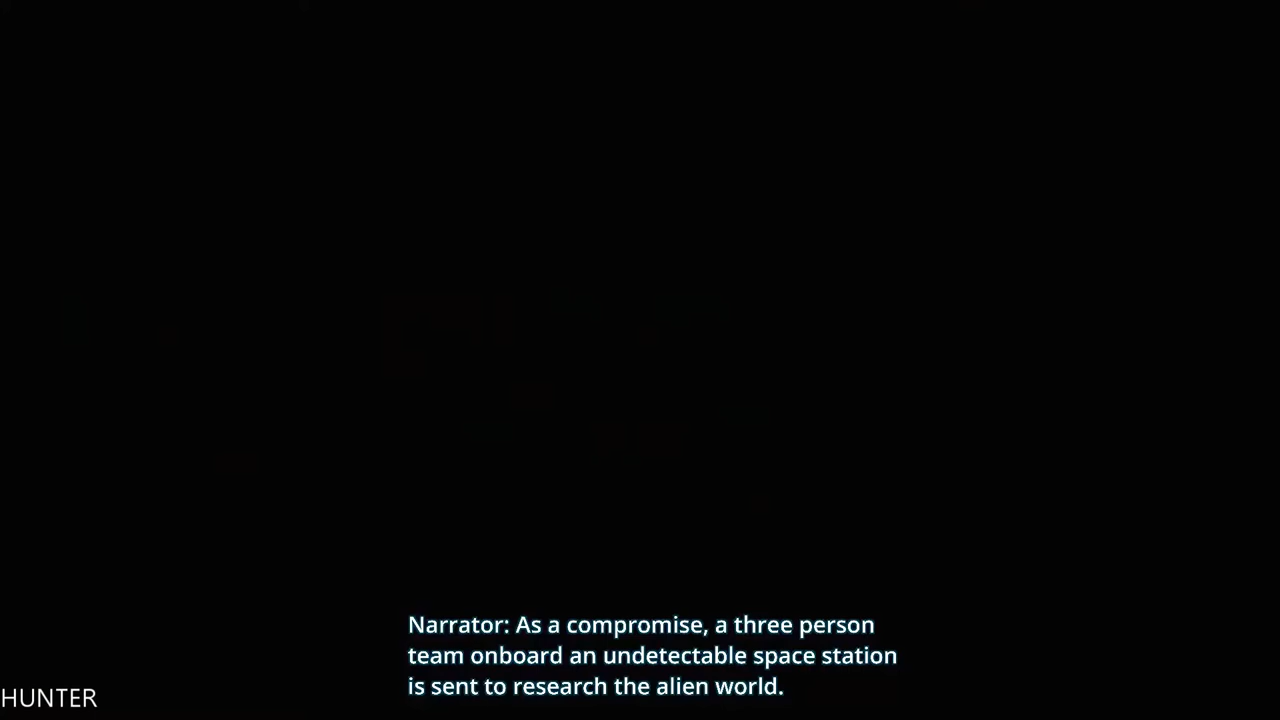 Narrator: As a compromise, a three person
team onboard an undetectable space station
is sent to research the alien world.
HUNTER